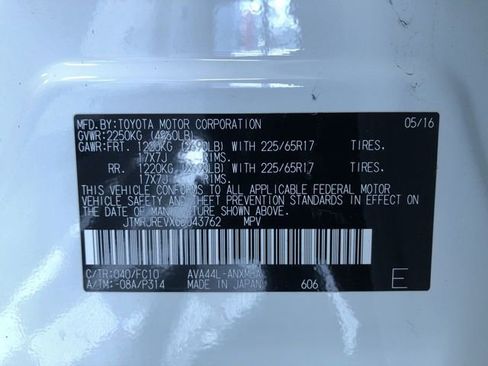 MFD.BY:TOYOTA MOTOR CORPORATION 05/16
GVWR:2250KG (4960LB)
GAWR:FRT. 1220KG (2690LB) WITH 225/65R17 TIRES.
17X7J RIMS.
RR. 1220KG (2690LB) WITH 225/65R17 TIRES.
17X7J RIMS.
THIS VEHICLE CONFORMS TO ALL APPLICABLE FEDERAL MOTOR
VEHICLE SAFETY AND THEFT PREVENTION STANDARDS IN
EFFECT ON THE DATE OF MANUFACTURE SHOWN ABOVE.
MPV
C/TR:040/FC10 AVA44L-ANXMBA
A/TM:-08A/P314 MADE IN JAPAN 606 E